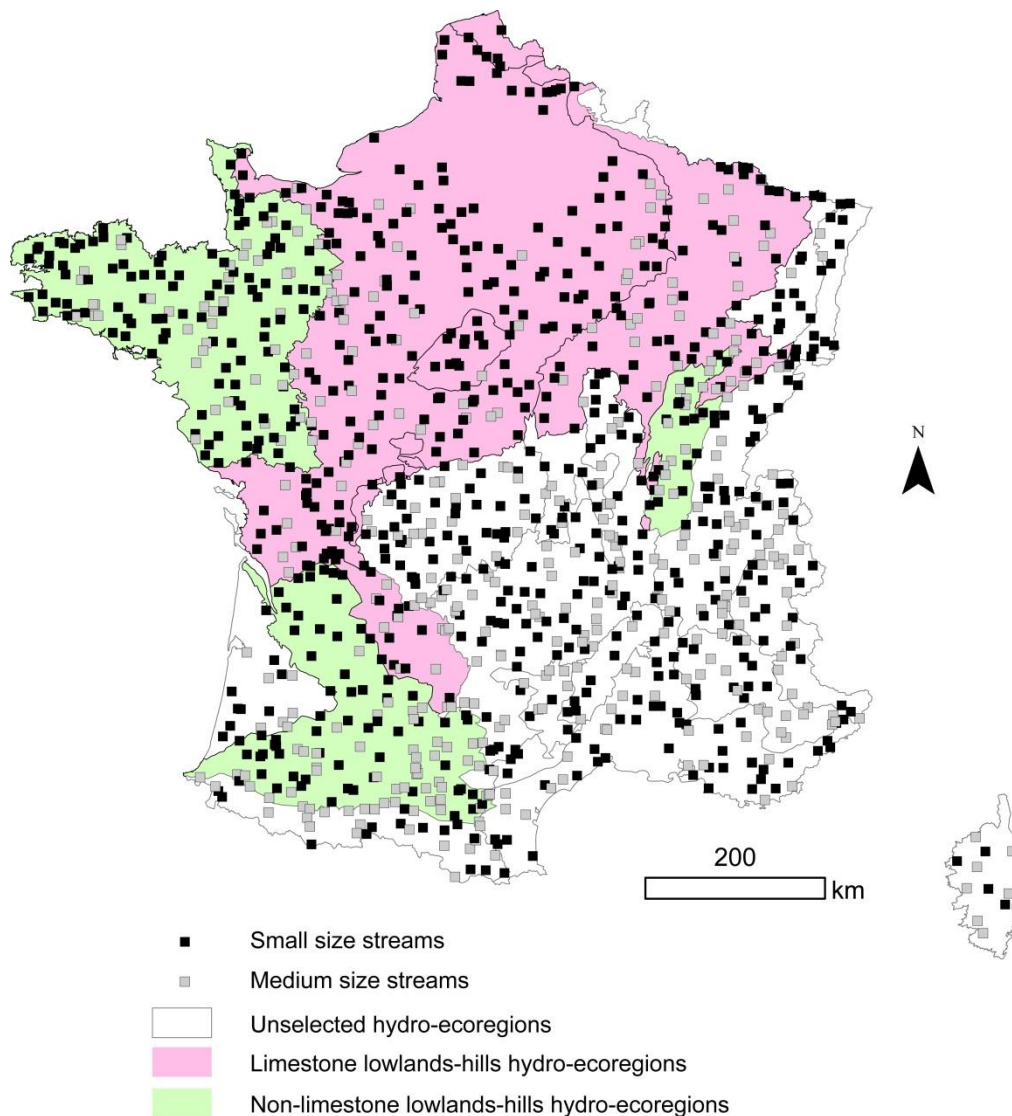 N
200
km
Small size streams
Medium size streams
Unselected hydro-ecoregions
Limestone lowlands-hills hydro-ecoregions
Non-limestone lowlands-hills hydro-ecoregions